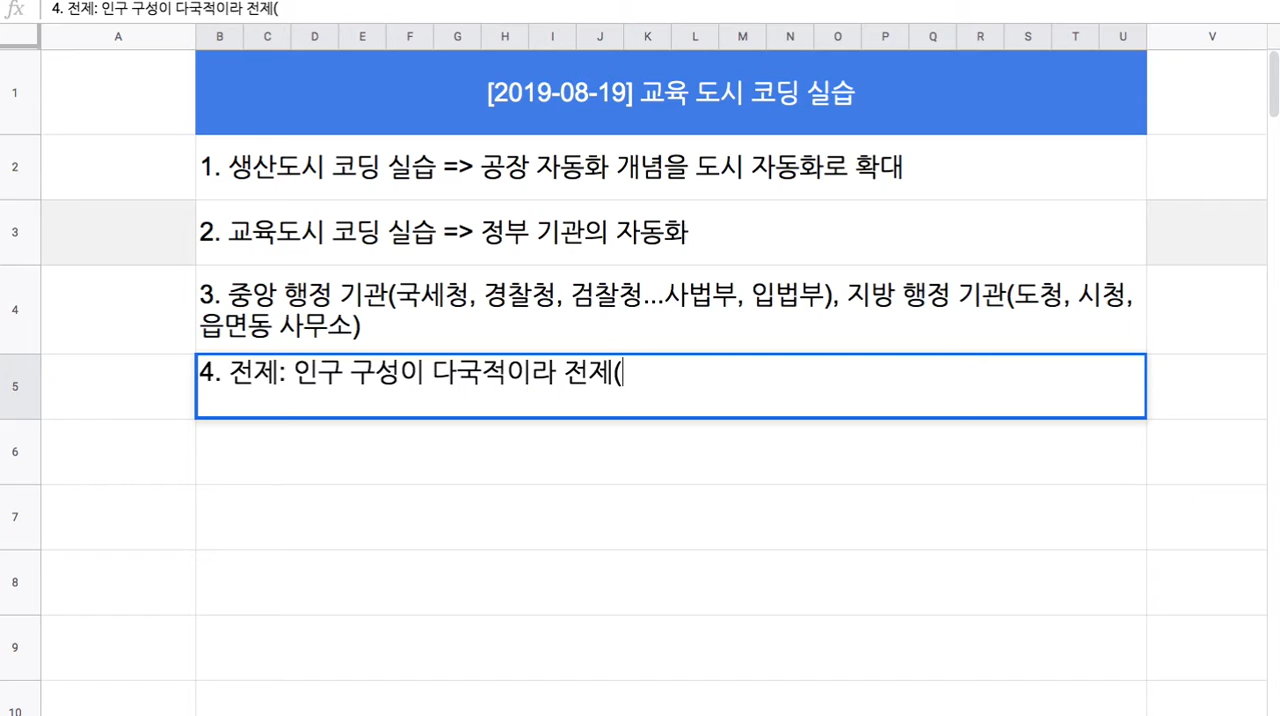 fx 4. 전제: 인구 구성이 다국적이라 전제(
A B C D E F G H I J K L M N O P Q R S T U V
1 [2019-08-19] 교육 도시 코딩 실습
2 1. 생산도시 코딩 실습 => 공장 자동화 개념을 도시 자동화로 확대
3 2. 교육도시 코딩 실습 => 정부 기관의 자동화
4 3. 중앙 행정 기관(국세청, 경찰청, 검찰청...사법부, 입법부), 지방 행정 기관(도청, 시청,
읍면동 사무소)
5 4. 전제: 인구 구성이 다국적이라 전제(
6
7
8
9
10